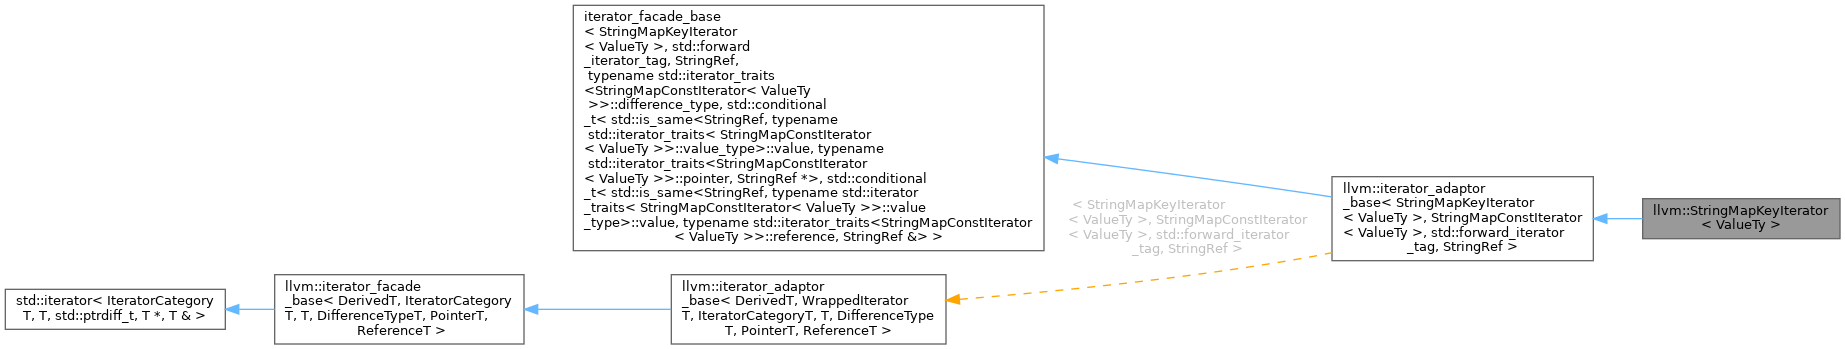 iterator_facade_base
< StringMapKeyIterator
< ValueTy >, std::forward
_iterator_tag, StringRef,
typename std::iterator_traits
<StringMapConstIterator< ValueTy
>>::difference_type, std::conditional
_t< std::is_same<StringRef, typename
std::iterator_traits< StringMapConstIterator
< ValueTy >>::value_type>::value, typename
std::iterator_traits<StringMapConstIterator
< ValueTy >>::pointer, StringRef *>, std::conditional
_t< std::is_same<StringRef, typename std::iterator
_traits< StringMapConstIterator< ValueTy >>::value
_type>::value, typename std::iterator_traits<StringMapConstIterator
< ValueTy >>::reference, StringRef &> >
< StringMapKeyIterator
< ValueTy >, StringMapConstIterator
< ValueTy >, std::forward_iterator
_tag, StringRef >
llvm::iterator_adaptor
_base< StringMapKeyIterator
< ValueTy >, StringMapConstIterator
< ValueTy >, std::forward_iterator
_tag, StringRef >
llvm::StringMapKeyIterator
< ValueTy >
std::iterator< IteratorCategory
T, T, std::ptrdiff_t, T *, T & >
llvm::iterator_facade
_base< DerivedT, IteratorCategory
T, T, DifferenceTypeT, PointerT,
ReferenceT >
llvm::iterator_adaptor
_base< DerivedT, WrappedIterator
T, IteratorCategoryT, T, DifferenceType
T, PointerT, ReferenceT >